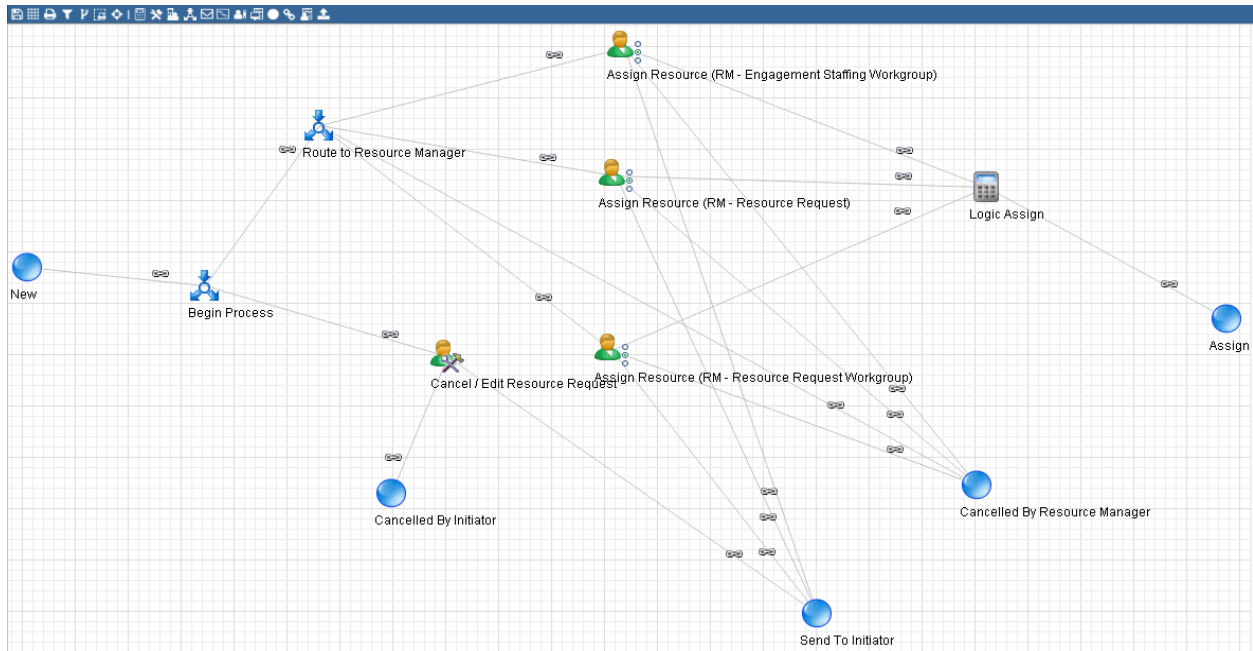 Assign Resource (RM - Engagement Staffing Workgroup)
Route to Resource Manager
Assign Resource (RM - Resource Request)
Logic Assign
New
Begin Process
Assign
Cancel / Edit Resource Request
Assign Resource (RM - Resource Request Workgroup)
Cancelled By Initiator
Cancelled By Resource Manager
Send To Initiator